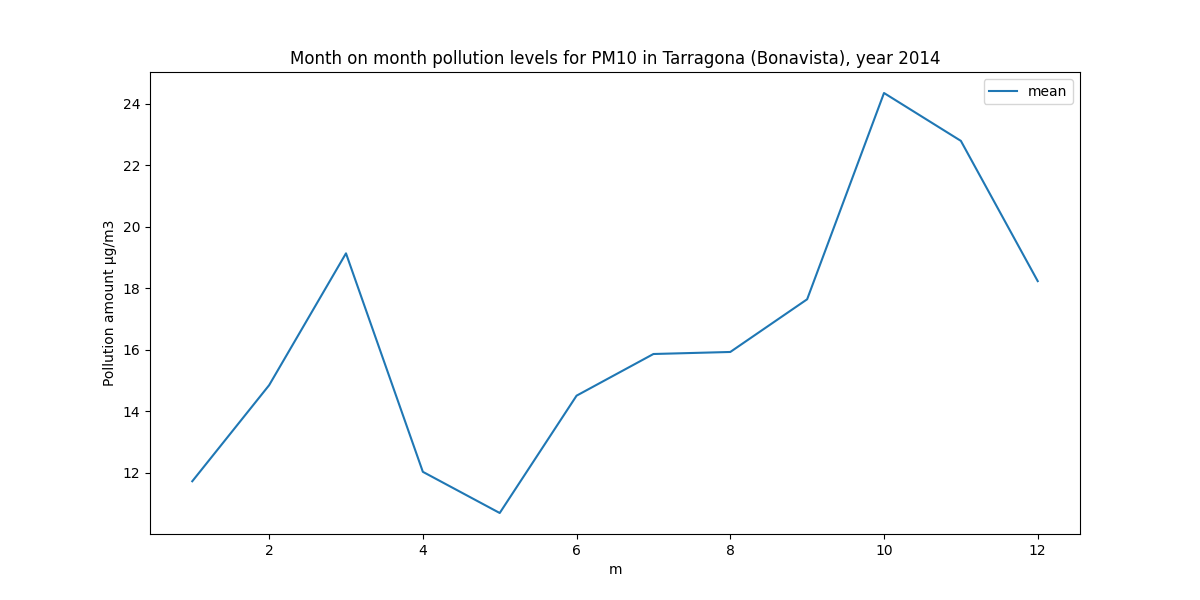 Month on month pollution levels for PM10 in Tarragona (Bonavista), year 2014
mean
Pollution amount µg/m3
24
22
20
18
16
14
12
2 4 6 8 10 12
m